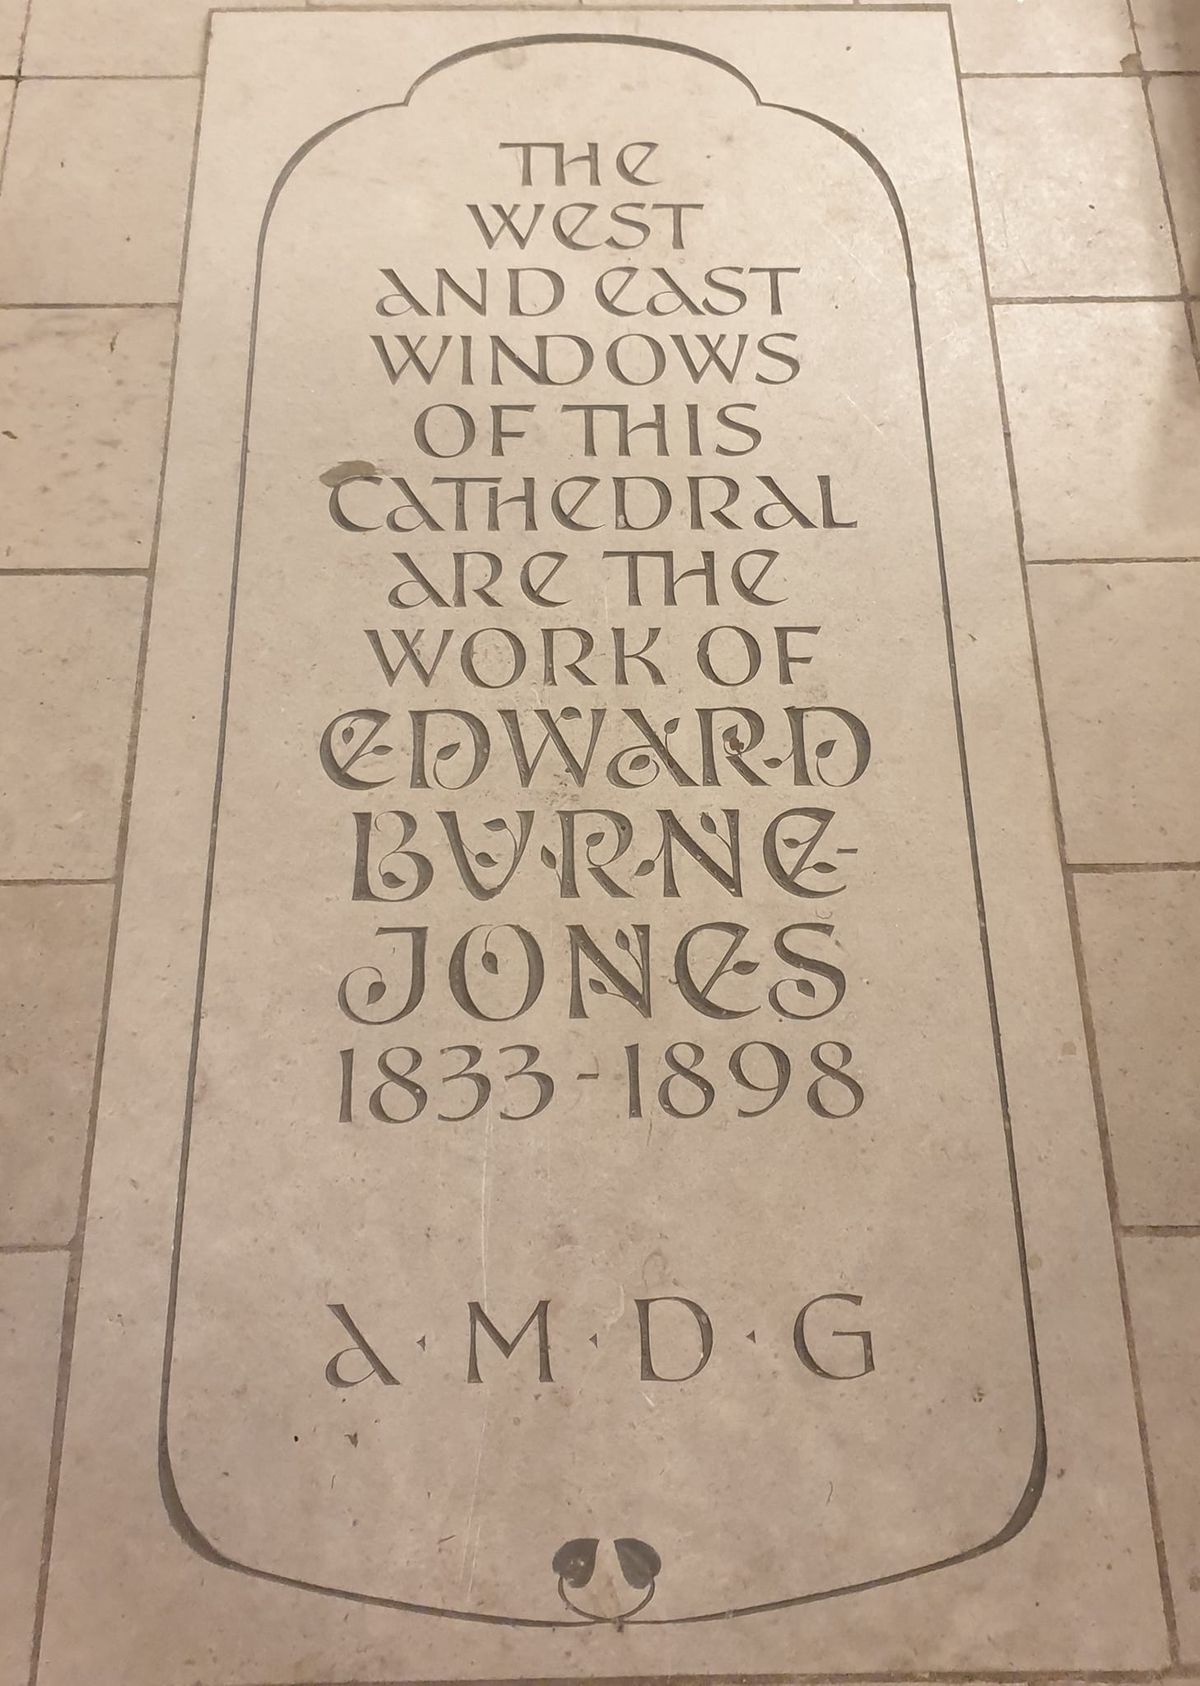 THE
WEST
AND EAST
WINDOWS
OF THIS
CATHEDRAL
ARE THE
WORK OF
EDWARD
BURNE-
JONES
1833-1898
A·M·D·G